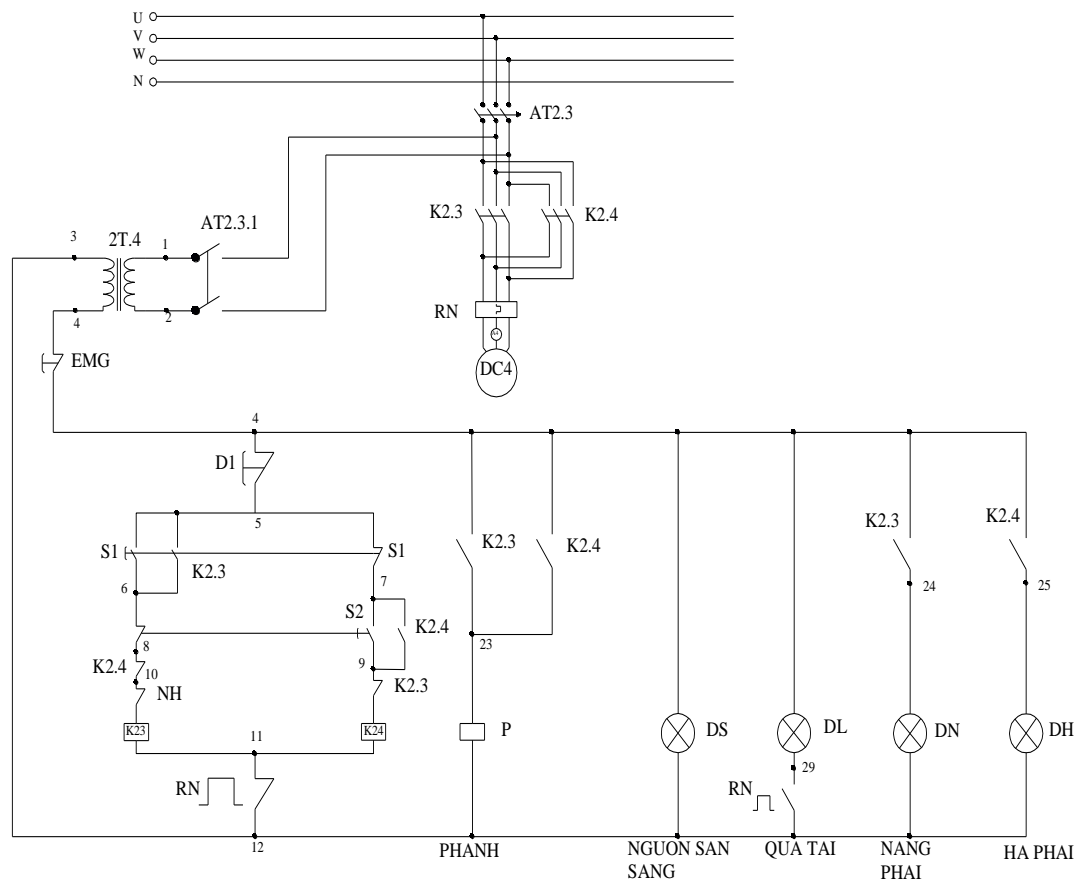 U
V
W
N
AT2.3
K2.3
K2.4
AT2.3.1
3
2T.4
1
4
2
RN
DC4
EMG
4
D1
5
S1
S1
K2.3
6
7
S2
K2.4
8
K2.4
10
NH
9
K2.3
K23
K24
11
RN
12
K2.3
K2.4
23
P
PHANH
DS
NGUON SAN
SANG
DL
29
RN
QUA TAI
K2.3
24
DN
NANG
PHAI
K2.4
25
DH
HA PHAI